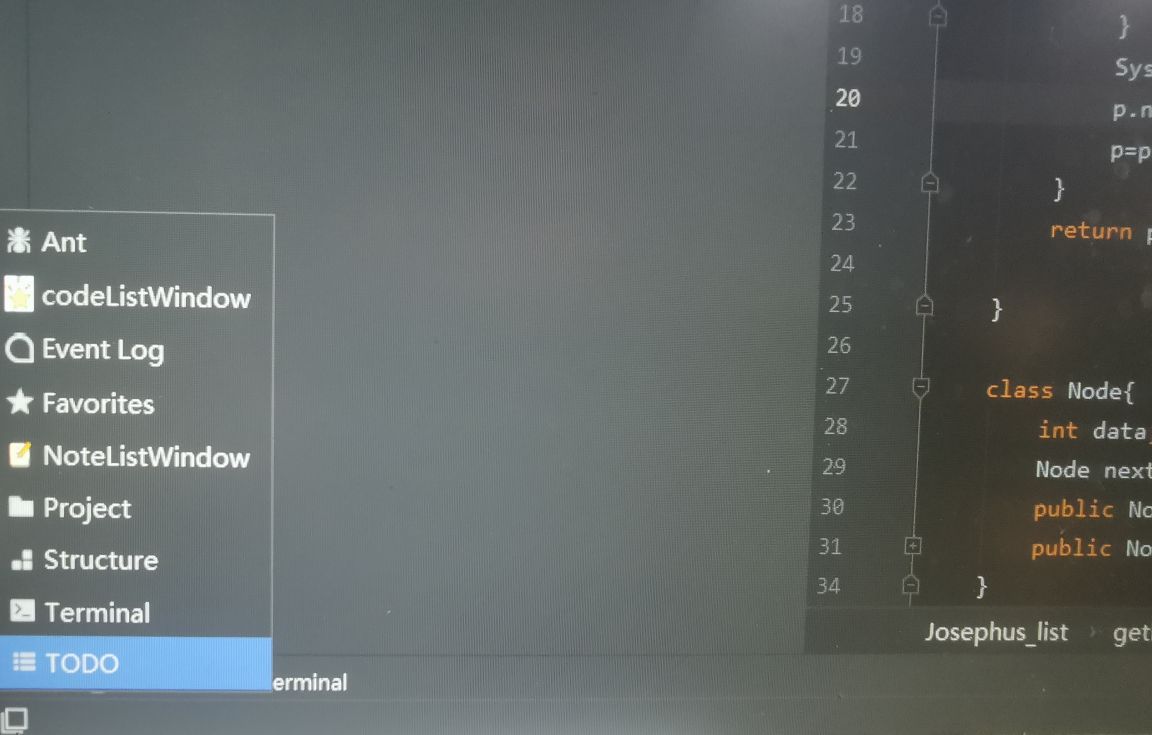 Ant
codeListWindow
Event Log
Favorites
NoteListWindow
Project
Structure
Terminal
TODO
erminal
18 }
19 Sys
20 p.n
21 p=p
22 }
23 return p
24
25 }
26
27 class Node{
28 int data
29 Node next
30 public No
31 public No
34 }
Josephus_list › get